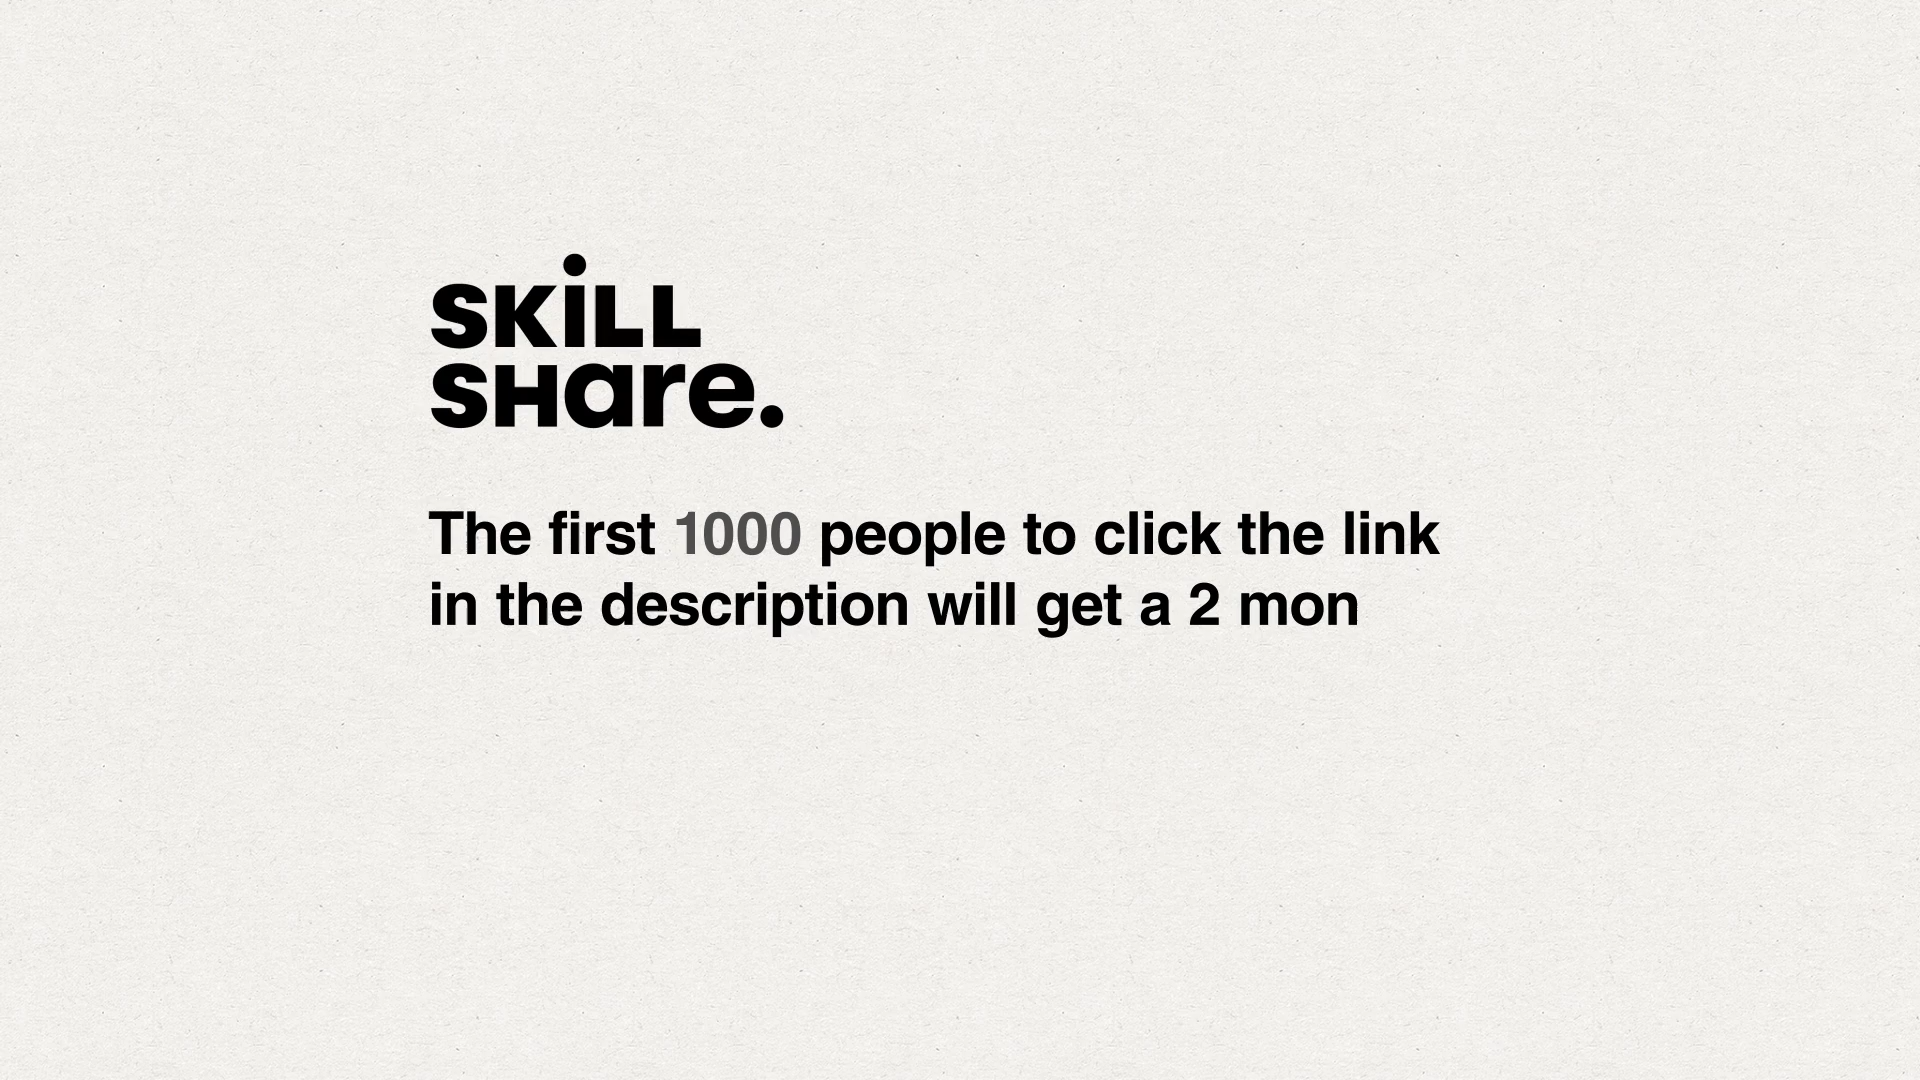 SKiLL
SHare.
The first 1000 people to click the link
in the description will get a 2 mon